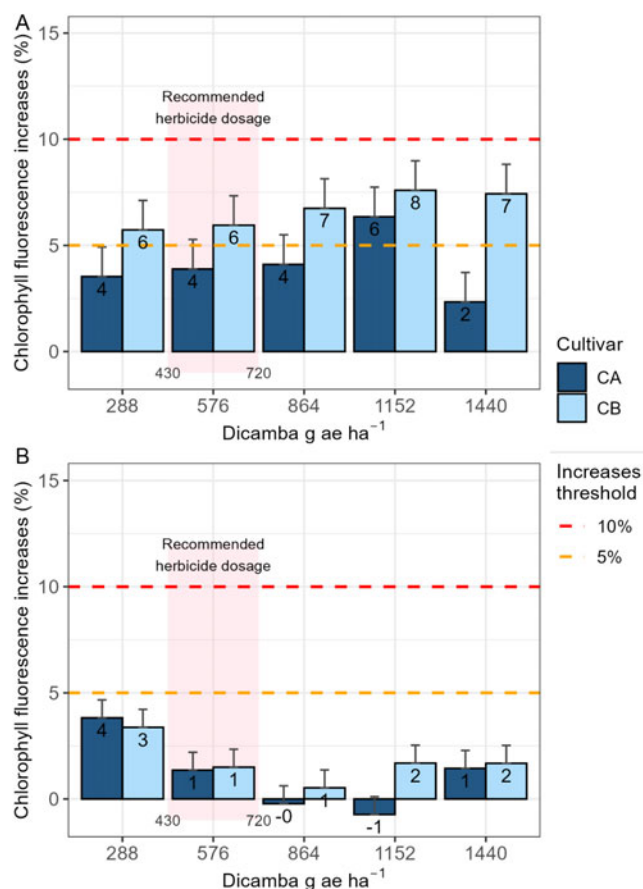 A
Chlorophyll fluorescence increases (%)
15
10
5
0
Recommended
herbicide dosage
4 6 4 6 4 7 6 8 2 7
430 720
288 576 864 1152 1440
Dicamba g ae ha⁻¹
Cultivar
CA
CB
Increases
threshold
10%
5%
B
Chlorophyll fluorescence increases (%)
15
10
5
0
Recommended
herbicide dosage
4 3 1 1 -0 1 -1 2 1 2
430 720
288 576 864 1152 1440
Dicamba g ae ha⁻¹